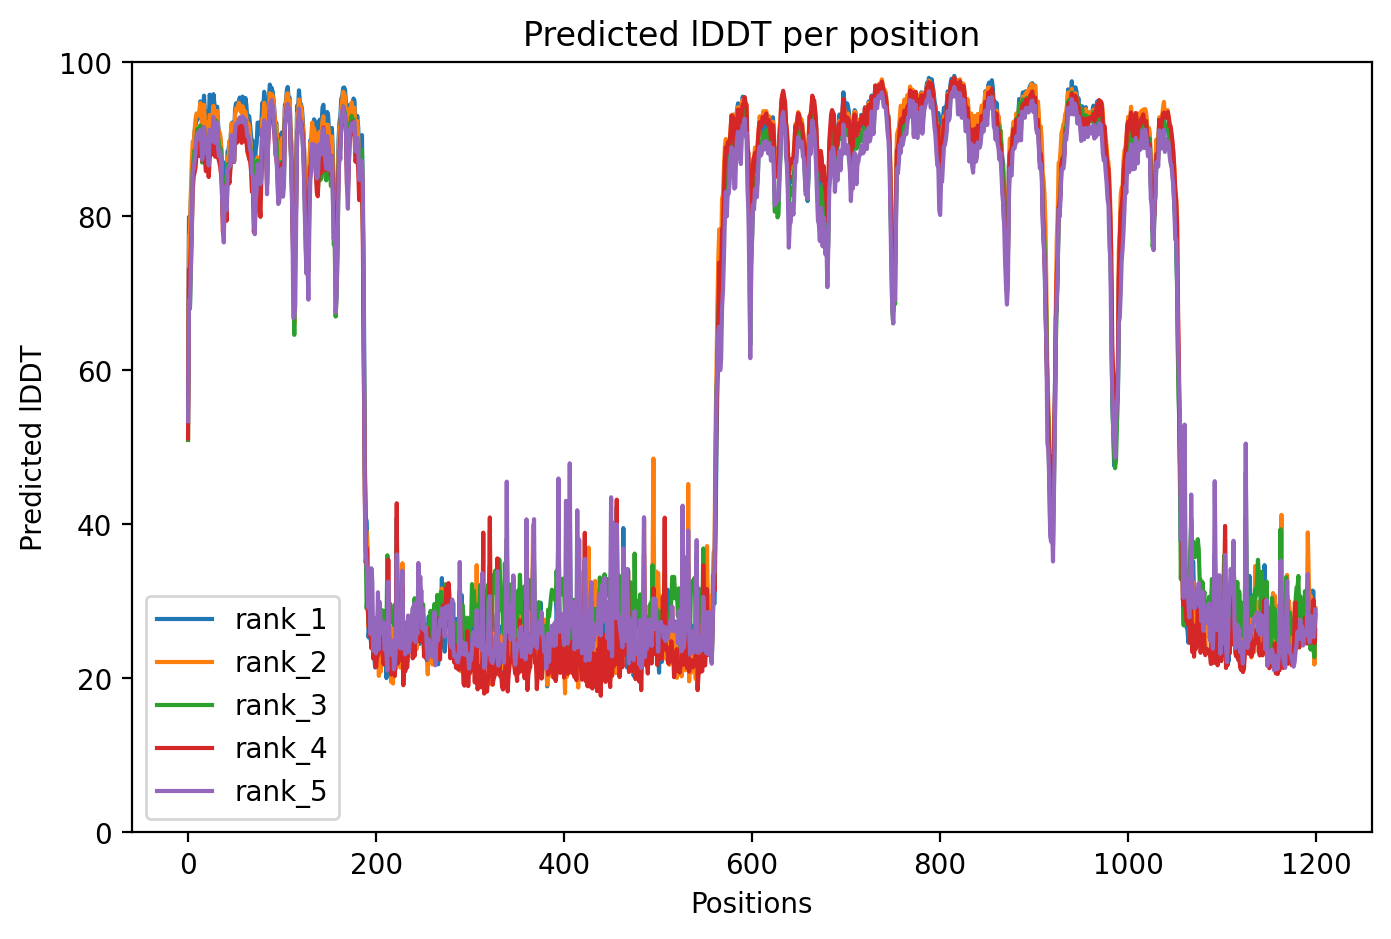 Predicted lDDT per position
100
80
60
40
20
0
Predicted lDDT
rank_1
rank_2
rank_3
rank_4
rank_5
0 200 400 600 800 1000 1200
Positions